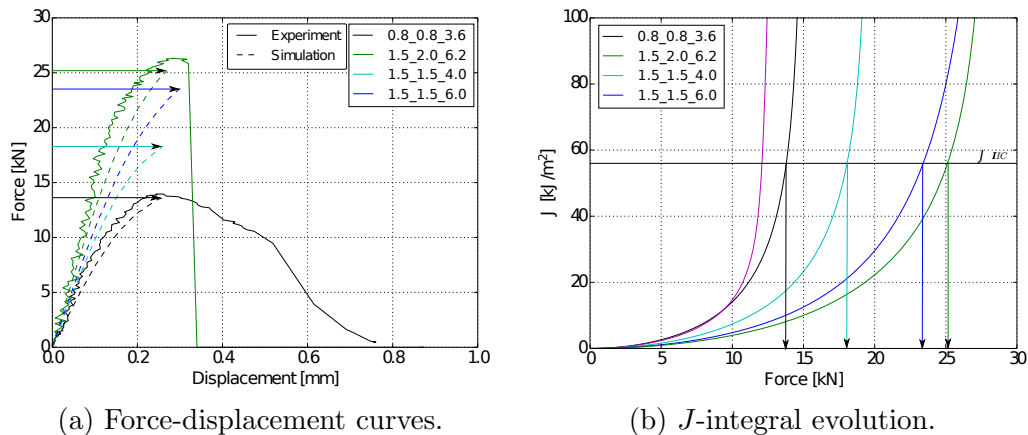 30
25
20
15
10
5
0
0.0 0.2 0.4 0.6 0.8 1.0
Force [kN]
Displacement [mm]
Experiment
Simulation
0.8_0.8_3.6
1.5_2.0_6.2
1.5_1.5_4.0
1.5_1.5_6.0
(a) Force-displacement curves.
100
80
60
40
20
0
0 5 10 15 20 25 30
J [kJ/m²]
Force [kN]
0.8_0.8_3.6
1.5_2.0_6.2
1.5_1.5_4.0
1.5_1.5_6.0
J IIC
(b) J-integral evolution.